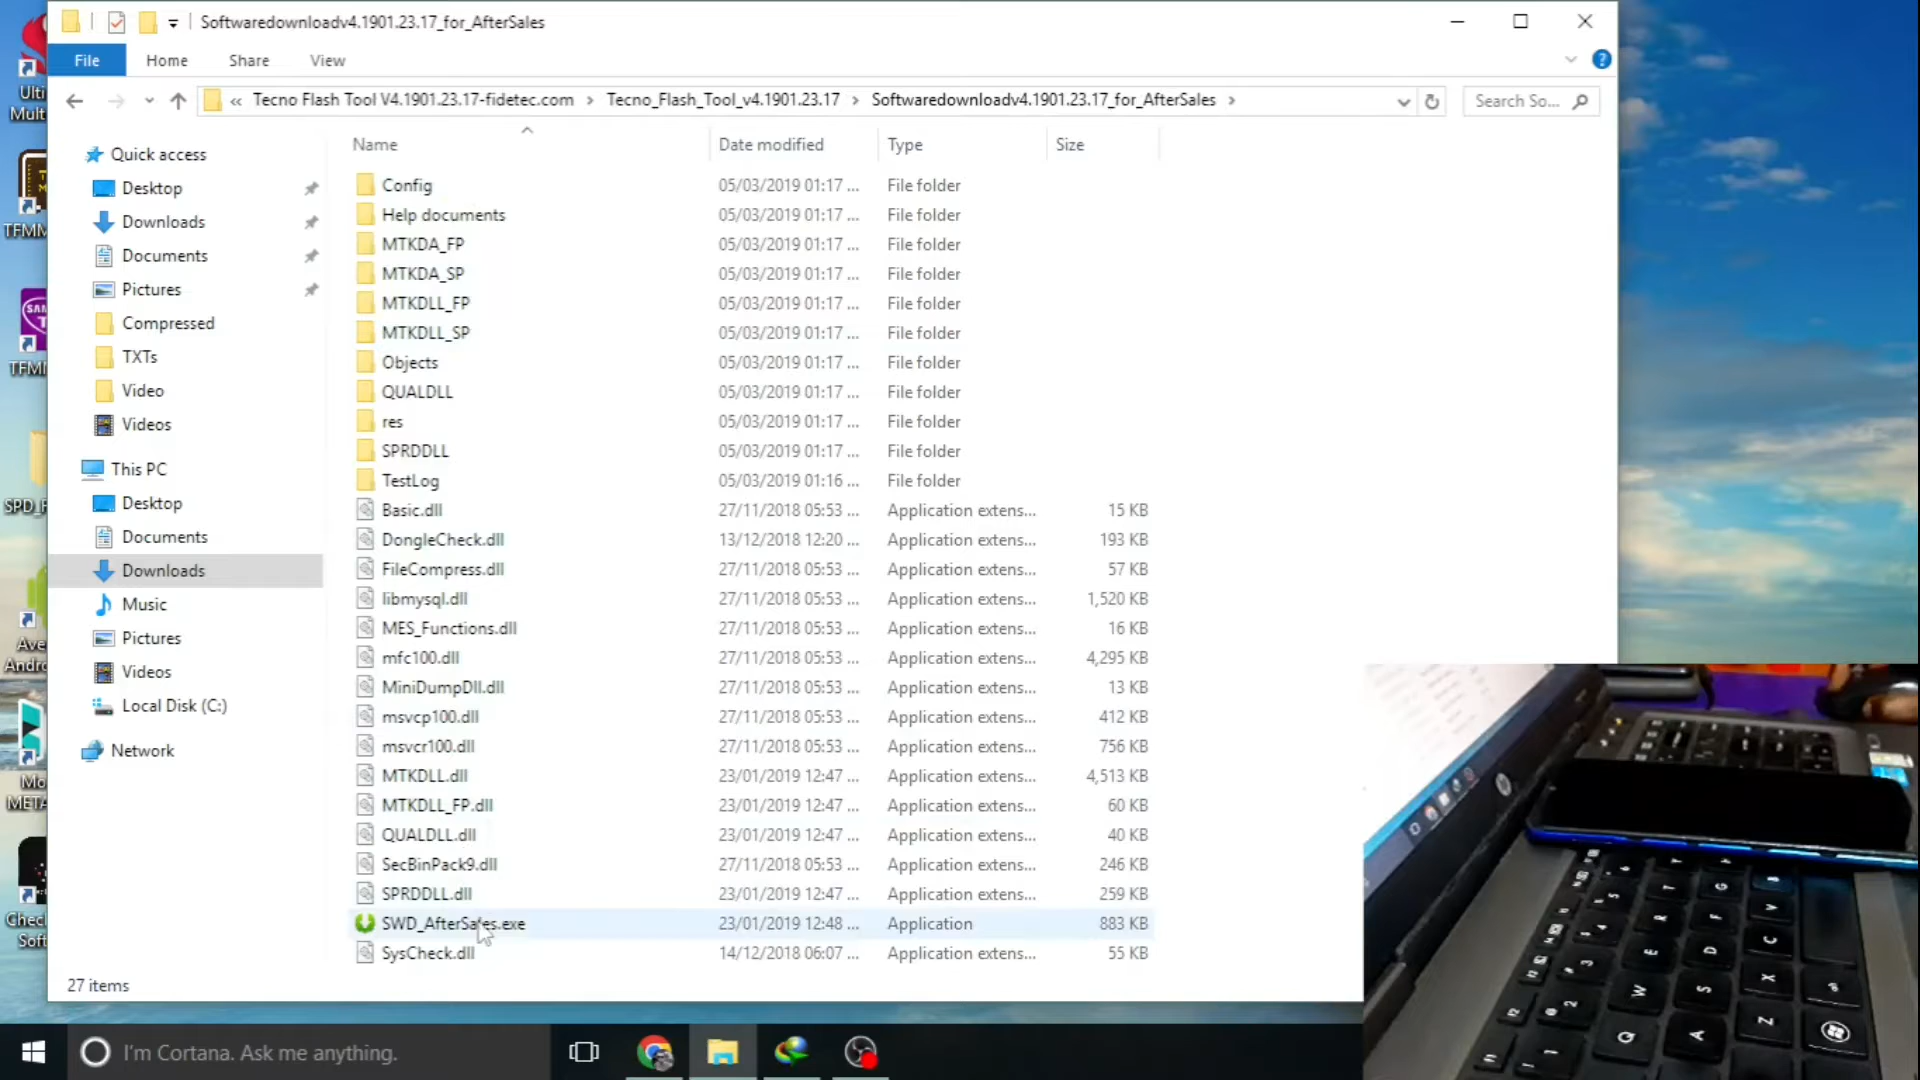 Softwaredownloadv4.1901.23.17_for_AfterSales
File Home Share View
« Tecno Flash Tool V4.1901.23.17-fidetec.com > Tecno_Flash_Tool_v4.1901.23.17 > Softwaredownloadv4.1901.23.17_for_AfterSales >
Search So...
Name Date modified Type Size
Quick access
Desktop
Downloads
Documents
Pictures
Compressed
TXTs
Video
Videos
This PC
Desktop
Documents
Downloads
Music
Pictures
Videos
Local Disk (C:)
Network
Config 05/03/2019 01:17 ... File folder
Help documents 05/03/2019 01:17 ... File folder
MTKDA_FP 05/03/2019 01:17 ... File folder
MTKDA_SP 05/03/2019 01:17 ... File folder
MTKDLL_FP 05/03/2019 01:17 ... File folder
MTKDLL_SP 05/03/2019 01:17 ... File folder
Objects 05/03/2019 01:17 ... File folder
QUALDLL 05/03/2019 01:17 ... File folder
res 05/03/2019 01:17 ... File folder
SPRDDLL 05/03/2019 01:17 ... File folder
TestLog 05/03/2019 01:16 ... File folder
Basic.dll 27/11/2018 05:53 ... Application extens... 15 KB
DongleCheck.dll 13/12/2018 12:20 ... Application extens... 193 KB
FileCompress.dll 27/11/2018 05:53 ... Application extens... 57 KB
libmysql.dll 27/11/2018 05:53 ... Application extens... 1,520 KB
MES_Functions.dll 27/11/2018 05:53 ... Application extens... 16 KB
mfc100.dll 27/11/2018 05:53 ... Application extens... 4,295 KB
MiniDumpDll.dll 27/11/2018 05:53 ... Application extens... 13 KB
msvcp100.dll 27/11/2018 05:53 ... Application extens... 412 KB
msvcr100.dll 27/11/2018 05:53 ... Application extens... 756 KB
MTKDLL.dll 23/01/2019 12:47 ... Application extens... 4,513 KB
MTKDLL_FP.dll 23/01/2019 12:47 ... Application extens... 60 KB
QUALDLL.dll 23/01/2019 12:47 ... Application extens... 40 KB
SecBinPack9.dll 27/11/2018 05:53 ... Application extens... 246 KB
SPRDDLL.dll 23/01/2019 12:47 ... Application extens... 259 KB
SWD_AfterSales.exe 23/01/2019 12:48 ... Application 883 KB
SysCheck.dll 14/12/2018 06:07 ... Application extens... 55 KB
27 items
I'm Cortana. Ask me anything.
Ulti
Mult
Ave
Andro
Mo
META
Chec
Soft